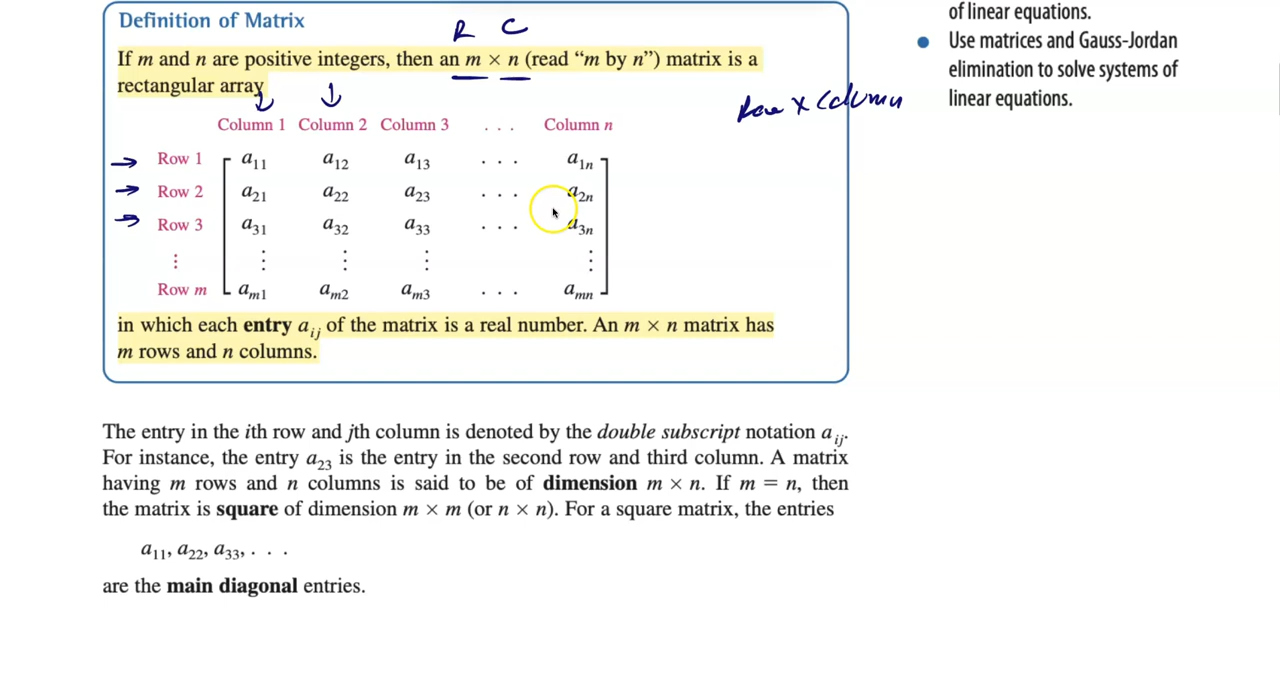 Definition of Matrix
R C
If m and n are positive integers, then an m × n (read “m by n”) matrix is a
rectangular array
Row × Column
Column 1 Column 2 Column 3 . . . Column n
Row 1 a11 a12 a13 . . . a1n
Row 2 a21 a22 a23 . . . a2n
Row 3 a31 a32 a33 . . . a3n
⋮ ⋮ ⋮ ⋮ ⋮
Row m am1 am2 am3 . . . amn
in which each entry aij of the matrix is a real number. An m × n matrix has
m rows and n columns.
The entry in the ith row and jth column is denoted by the double subscript notation aij.
For instance, the entry a23 is the entry in the second row and third column. A matrix
having m rows and n columns is said to be of dimension m × n. If m = n, then
the matrix is square of dimension m × m (or n × n). For a square matrix, the entries
a11, a22, a33, . . .
are the main diagonal entries.
of linear equations.
● Use matrices and Gauss-Jordan
elimination to solve systems of
linear equations.